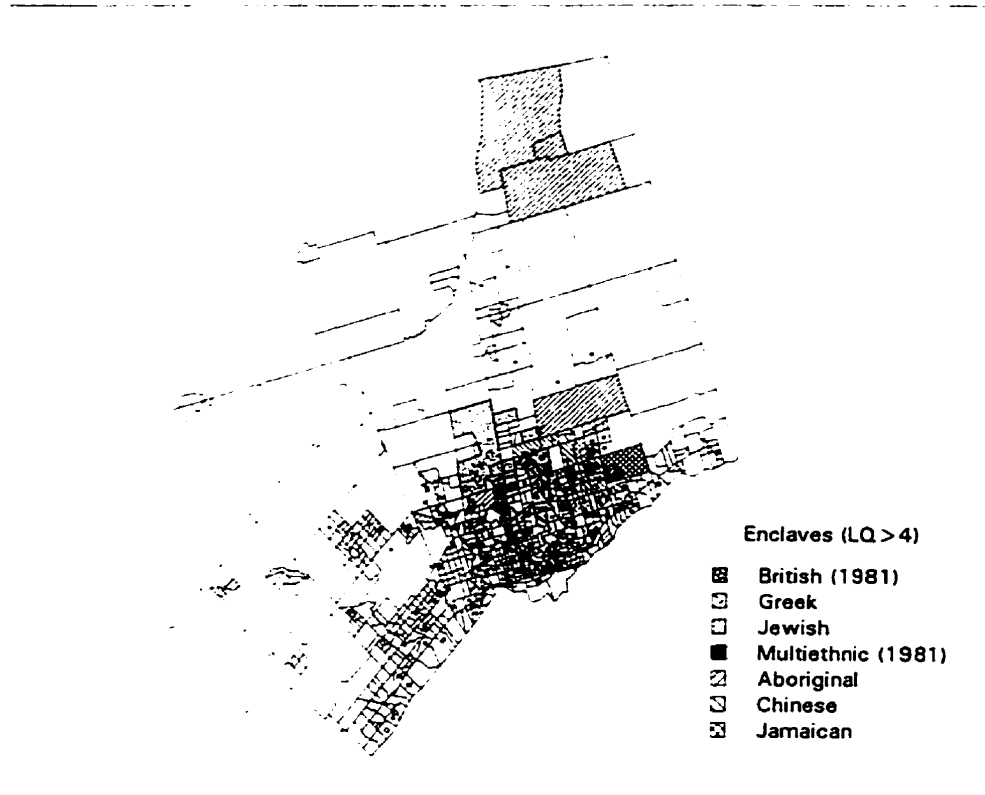 Enclaves (LQ > 4)
British (1981)
Greek
Jewish
Multiethnic (1981)
Aboriginal
Chinese
Jamaican